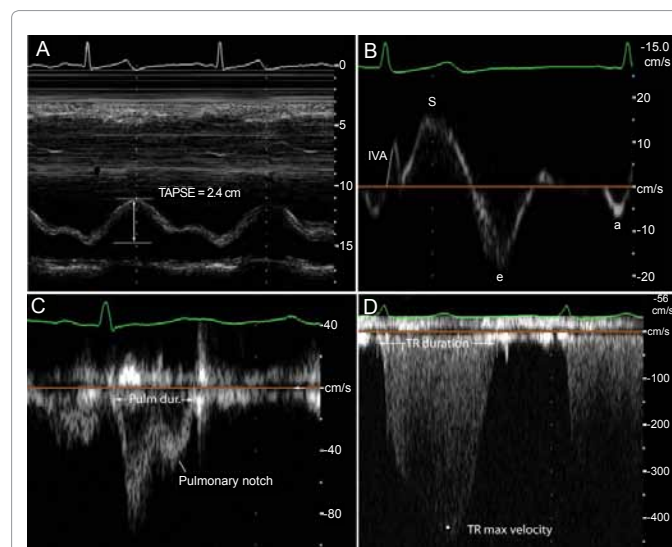 A
0
5
10
15
TAPSE = 2.4 cm
B
-15.0
cm/s
20
10
cm/s
-10
-20
S
IVA
e
a
C
-40
cm/s
-40
-80
Pulm dur.
Pulmonary notch
D
-56
cm/s
cm/s
-100
-200
-300
-400
TR duration
TR max velocity